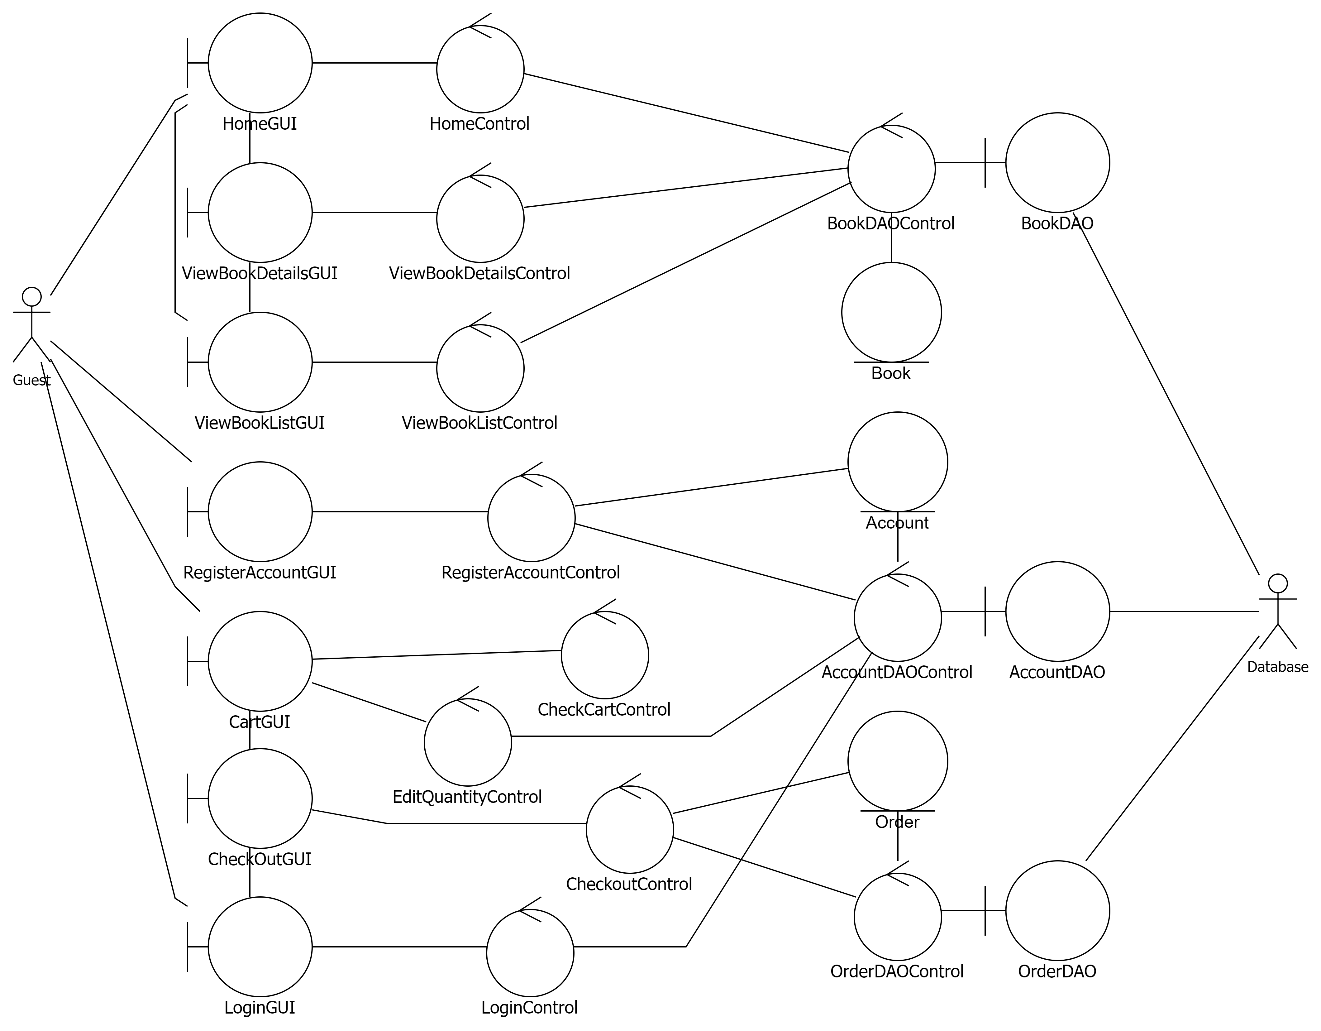 HomeGUI
HomeControl
BookDAOControl
BookDAO
ViewBookDetailsGUI
ViewBookDetailsControl
Book
Guest
ViewBookListGUI
ViewBookListControl
Account
RegisterAccountGUI
RegisterAccountControl
AccountDAOControl
AccountDAO
Database
CartGUI
CheckCartControl
EditQuantityControl
Order
CheckOutGUI
CheckoutControl
OrderDAOControl
OrderDAO
LoginGUI
LoginControl